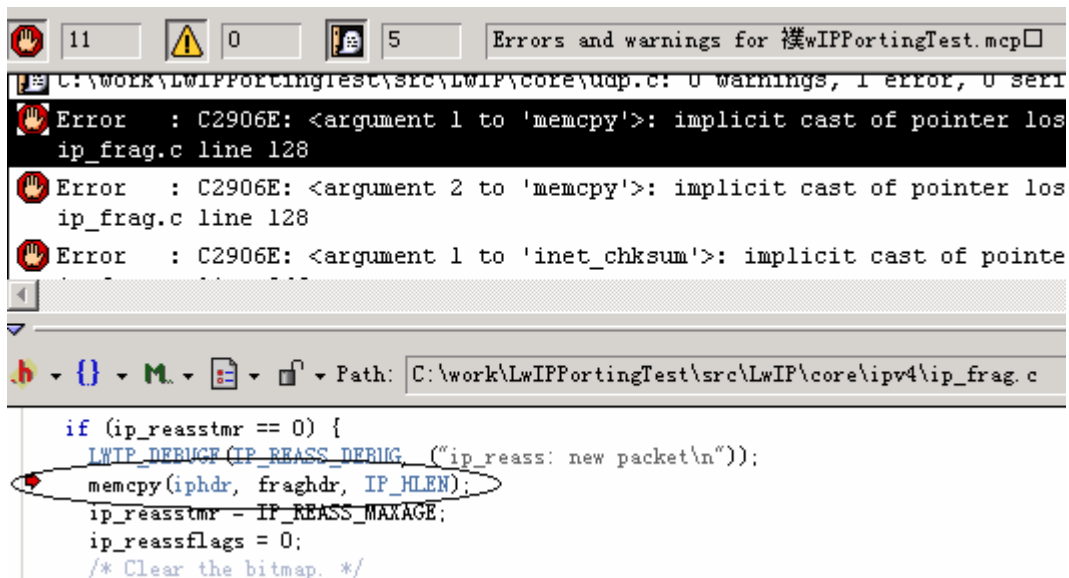 11 0 5 Errors and warnings for 襆wIPPortingTest.mcp□
C:\work\LwIPPortingTest\src\LwIP\core\udp.c: 0 warnings, 1 error, 0 seri
Error : C2906E: <argument 1 to 'memcpy'>: implicit cast of pointer los
ip_frag.c line 128
Error : C2906E: <argument 2 to 'memcpy'>: implicit cast of pointer los
ip_frag.c line 128
Error : C2906E: <argument 1 to 'inet_chksum'>: implicit cast of pointe
.h {} M. Path: C:\work\LwIPPortingTest\src\LwIP\core\ipv4\ip_frag.c
if (ip_reasstmr == 0) {
LWIP_DEBUGF(IP_REASS_DEBUG, ("ip_reass: new packet\n"));
memcpy(iphdr, fraghdr, IP_HLEN);
ip_reasstmr = IP_REASS_MAXAGE;
ip_reassflags = 0;
/* Clear the bitmap. */